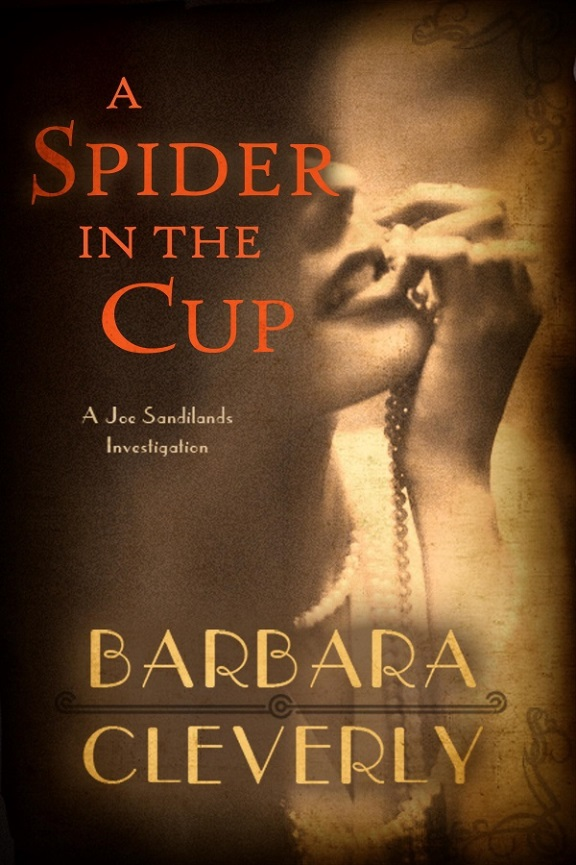 A
SPIDER
IN THE
CUP
A Joe Sandilands
Investigation
BARBARA
CLEVERLY